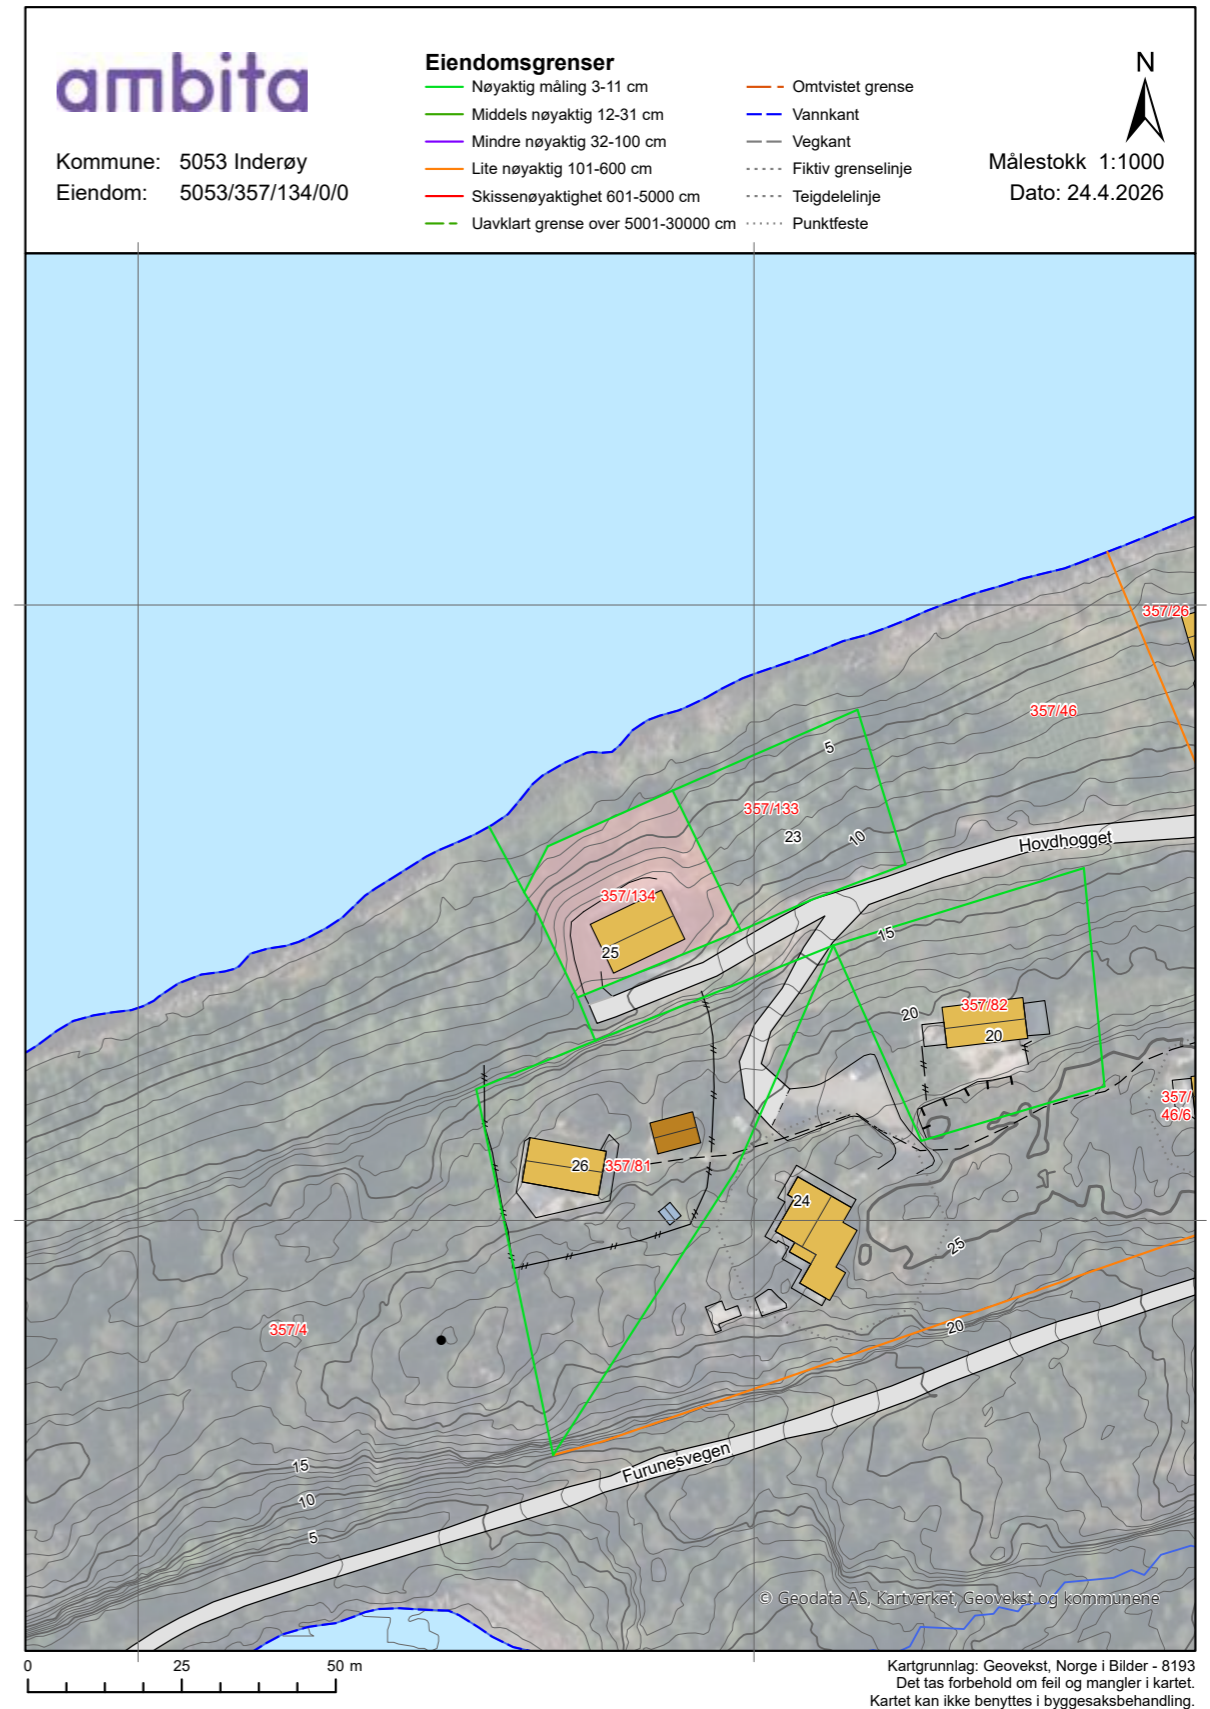 ambita
Kommune: 5053 Inderøy
Eiendom: 5053/357/134/0/0
Eiendomsgrenser
Nøyaktig måling 3-11 cm
Middels nøyaktig 12-31 cm
Mindre nøyaktig 32-100 cm
Lite nøyaktig 101-600 cm
Skissenøyaktighet 601-5000 cm
Uavklart grense over 5001-30000 cm
Omtvistet grense
Vannkant
Vegkant
Fiktiv grenselinje
Teigdelelinje
Punktfeste
N
Målestokk 1:1000
Dato: 24.4.2026
357/26
357/46
5
357/133
23
10
Hovdhogget
357/134
25
15
20
357/82
20
357/
46/6
26
357/81
24
25
357/4
20
15
10
5
Furunesvegen
© Geodata AS, Kartverket, Geovekst og kommunene
0 25 50 m
Kartgrunnlag: Geovekst, Norge i Bilder - 8193
Det tas forbehold om feil og mangler i kartet.
Kartet kan ikke benyttes i byggesaksbehandling.